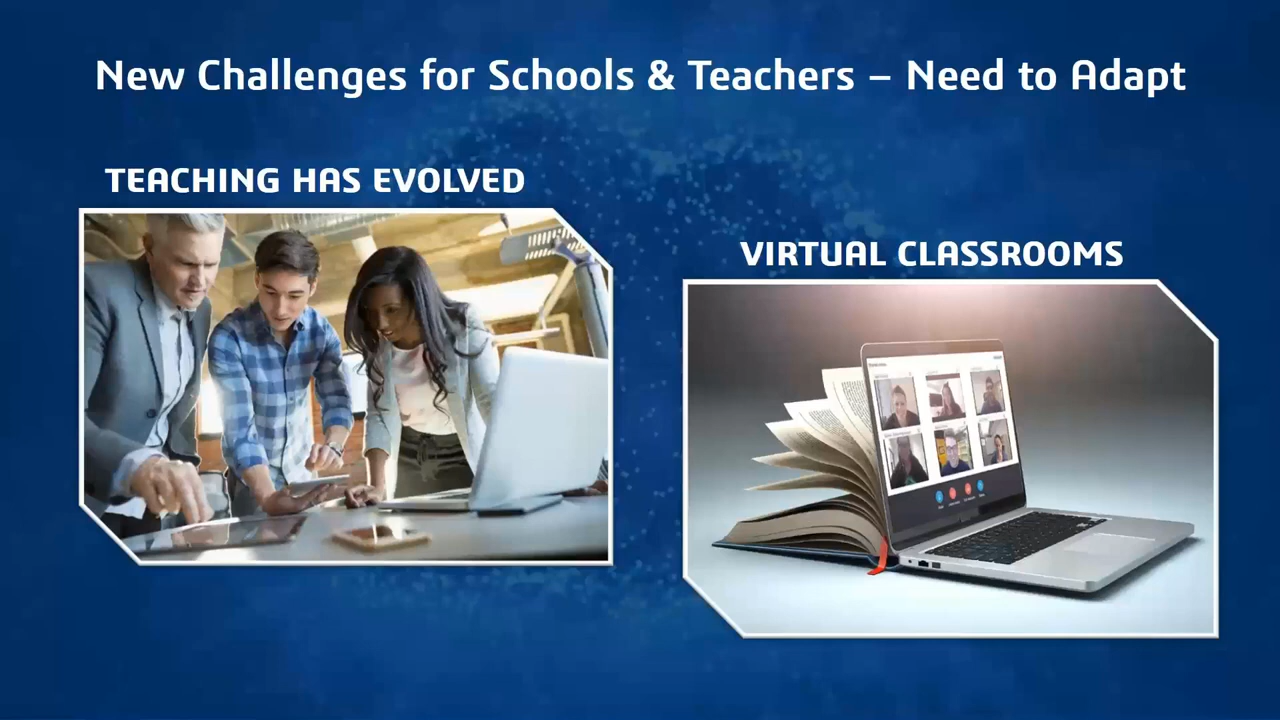 New Challenges for Schools & Teachers – Need to Adapt
TEACHING HAS EVOLVED
VIRTUAL CLASSROOMS